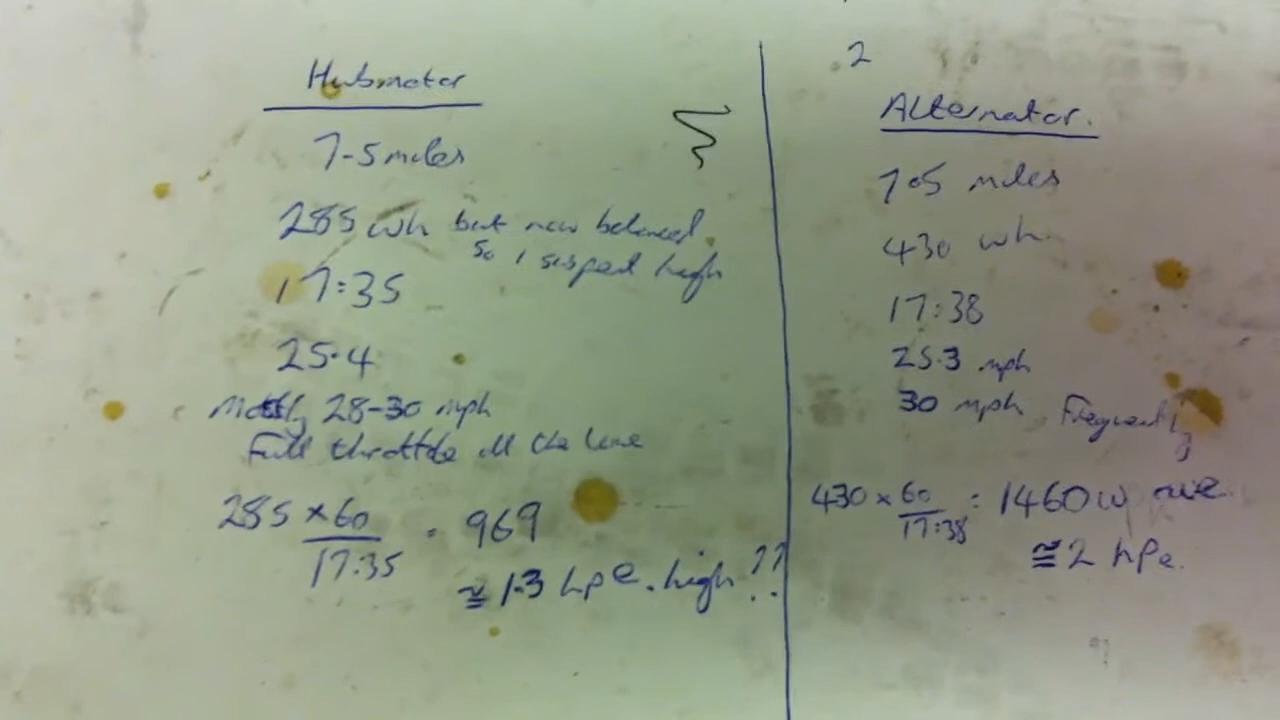 Hubmotor
7-5 miles
285 wh but now balanced
So I suspect high
17:35
25.4
Mostly 28-30 mph
Full throttle all the time
285 x 60
17:35
= 969
≅ 1.3 hp e. high ??
2
Alternator.
7.5 miles
430 wh
17:38
25.3 mph
30 mph Frequently
430 x 60
17:38
= 1460 w ave.
≅ 2 hpe.